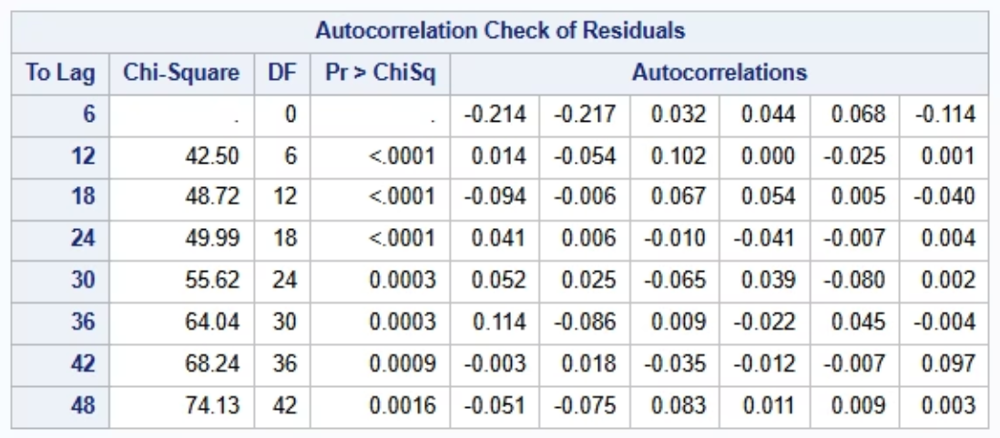 Autocorrelation Check of Residuals
To Lag Chi-Square DF Pr > ChiSq Autocorrelations
6 . 0 . -0.214 -0.217 0.032 0.044 0.068 -0.114
12 42.50 6 <.0001 0.014 -0.054 0.102 0.000 -0.025 0.001
18 48.72 12 <.0001 -0.094 -0.006 0.067 0.054 0.005 -0.040
24 49.99 18 <.0001 0.041 0.006 -0.010 -0.041 -0.007 0.004
30 55.62 24 0.0003 0.052 0.025 -0.065 0.039 -0.080 0.002
36 64.04 30 0.0003 0.114 -0.086 0.009 -0.022 0.045 -0.004
42 68.24 36 0.0009 -0.003 0.018 -0.035 -0.012 -0.007 0.097
48 74.13 42 0.0016 -0.051 -0.075 0.083 0.011 0.009 0.003